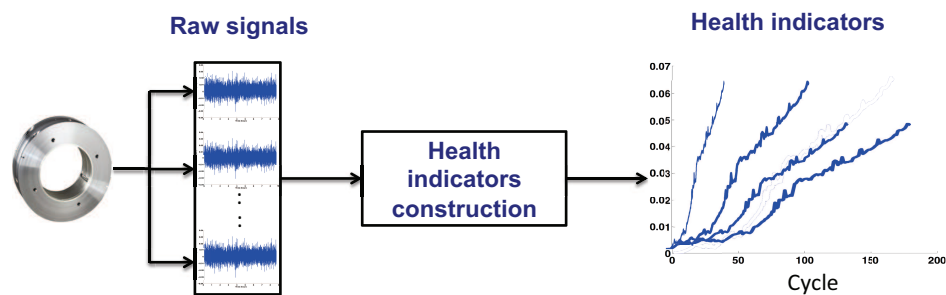 Raw signals
Health indicators
Health
indicators
construction
0.07
0.06
0.05
0.04
0.03
0.02
0.01
0
0
50
100
150
200
Cycle